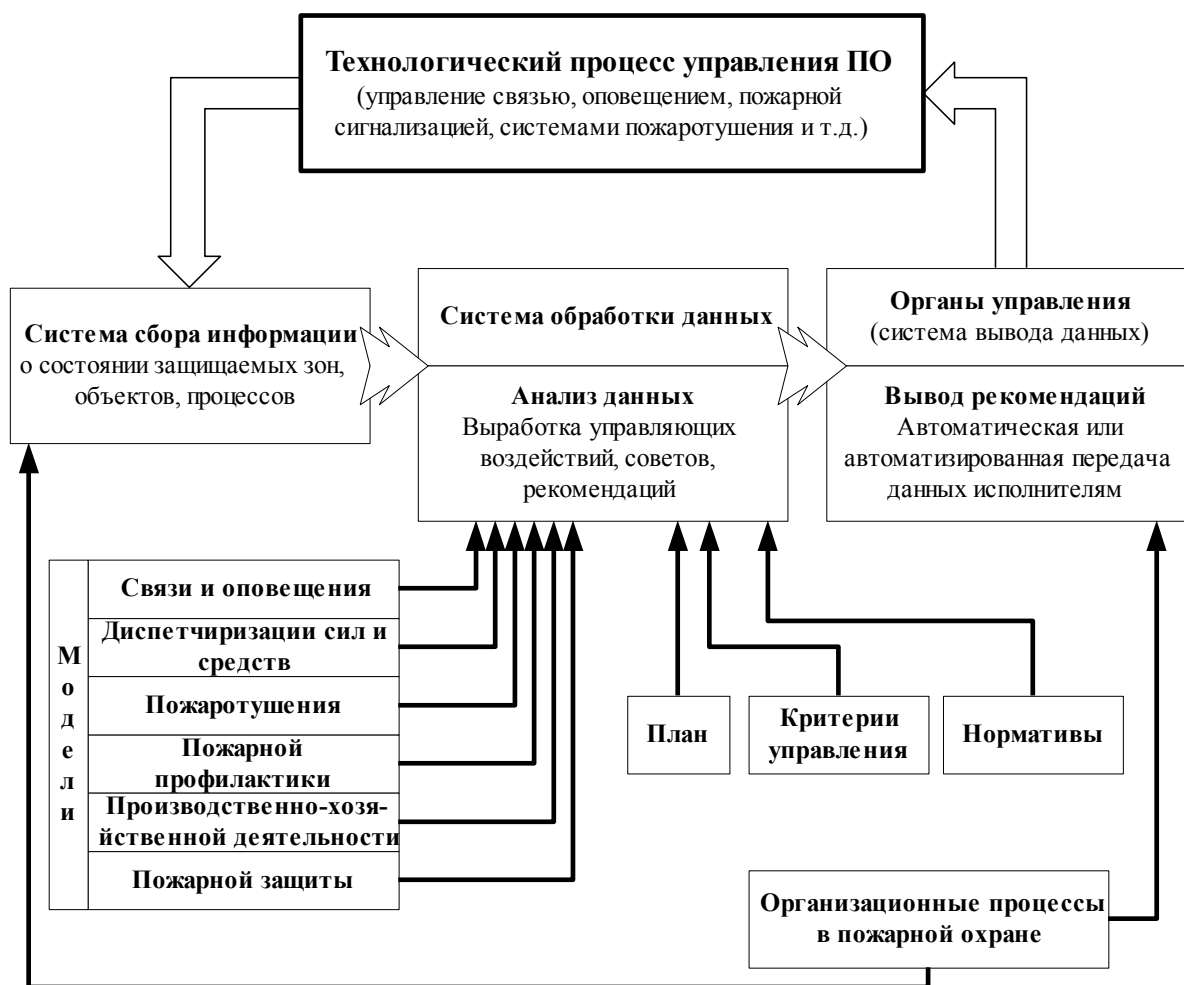 Технологический процесс управления ПО
(управление связью, оповещением, пожарной
сигнализацией, системами пожаротушения и т.д.)
Система сбора информации
о состоянии защищаемых зон,
объектов, процессов
Система обработки данных
Анализ данных
Выработка управляющих
воздействий, советов,
рекомендаций
Органы управления
(система вывода данных)
Вывод рекомендаций
Автоматическая или
автоматизированная передача
данных исполнителям
Модели
Связи и оповещения
Диспетчиризации сил и
средств
Пожаротушения
Пожарной
профилактики
Производственно-хозя-
йственной деятельности
Пожарной защиты
План
Критерии
управления
Нормативы
Организационные процессы
в пожарной охране